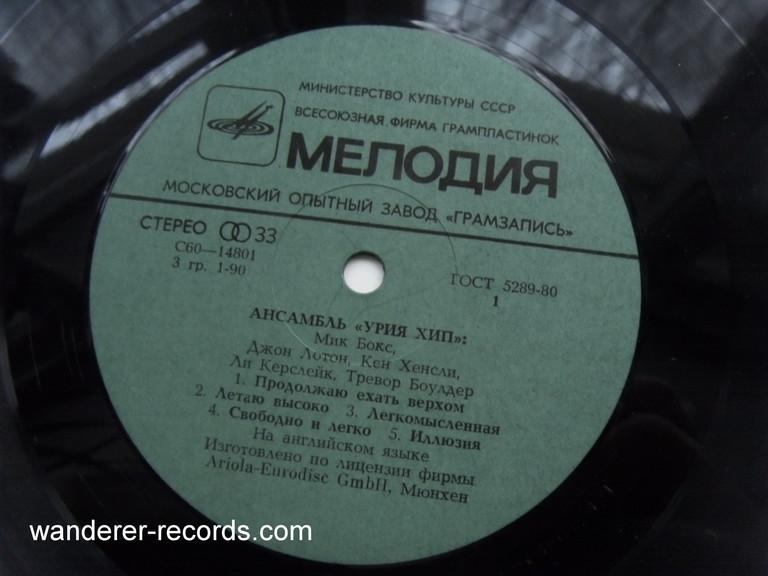 МИНИСТЕРСТВО КУЛЬТУРЫ СССР
ВСЕСОЮЗНАЯ ФИРМА ГРАМПЛАСТИНОК
МЕЛОДИЯ
МОСКОВСКИЙ ОПЫТНЫЙ ЗАВОД «ГРАМЗАПИСЬ»
СТЕРЕО 33
С60—14801
3 гр. 1-90
ГОСТ 5289-80
1
АНСАМБЛЬ «УРИЯ ХИП»:
Мик Бокс,
Джон Лотон, Кен Хенсли,
Ли Керслейк, Тревор Боулдер
1. Продолжаю ехать верхом
2. Летаю высоко 3. Легкомысленная
4. Свободно и легко 5. Иллюзия
На английском языке
Изготовлено по лицензии фирмы
Ariola-Eurodisc GmbH, Мюнхен
wanderer-records.com